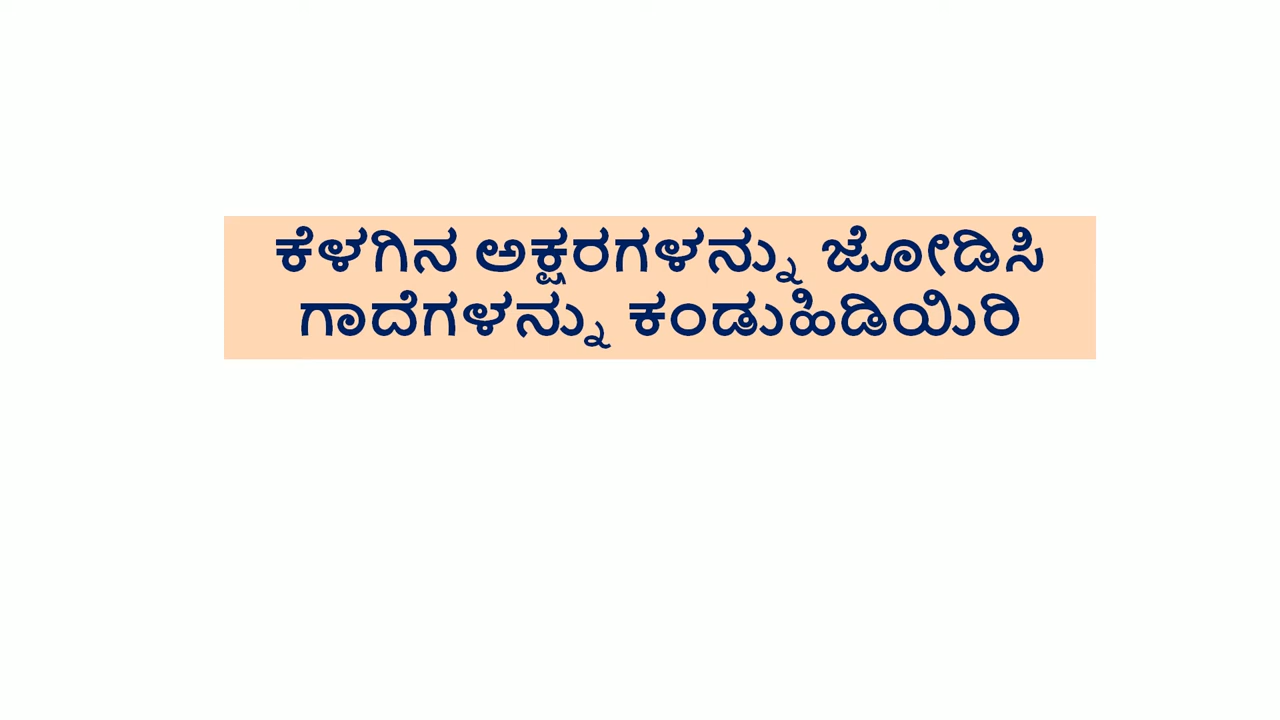 ಕೆಳಗಿನ ಅಕ್ಷರಗಳನ್ನು ಜೋಡಿಸಿ
ಗಾದೆಗಳನ್ನು ಕಂಡುಹಿಡಿಯಿರಿ